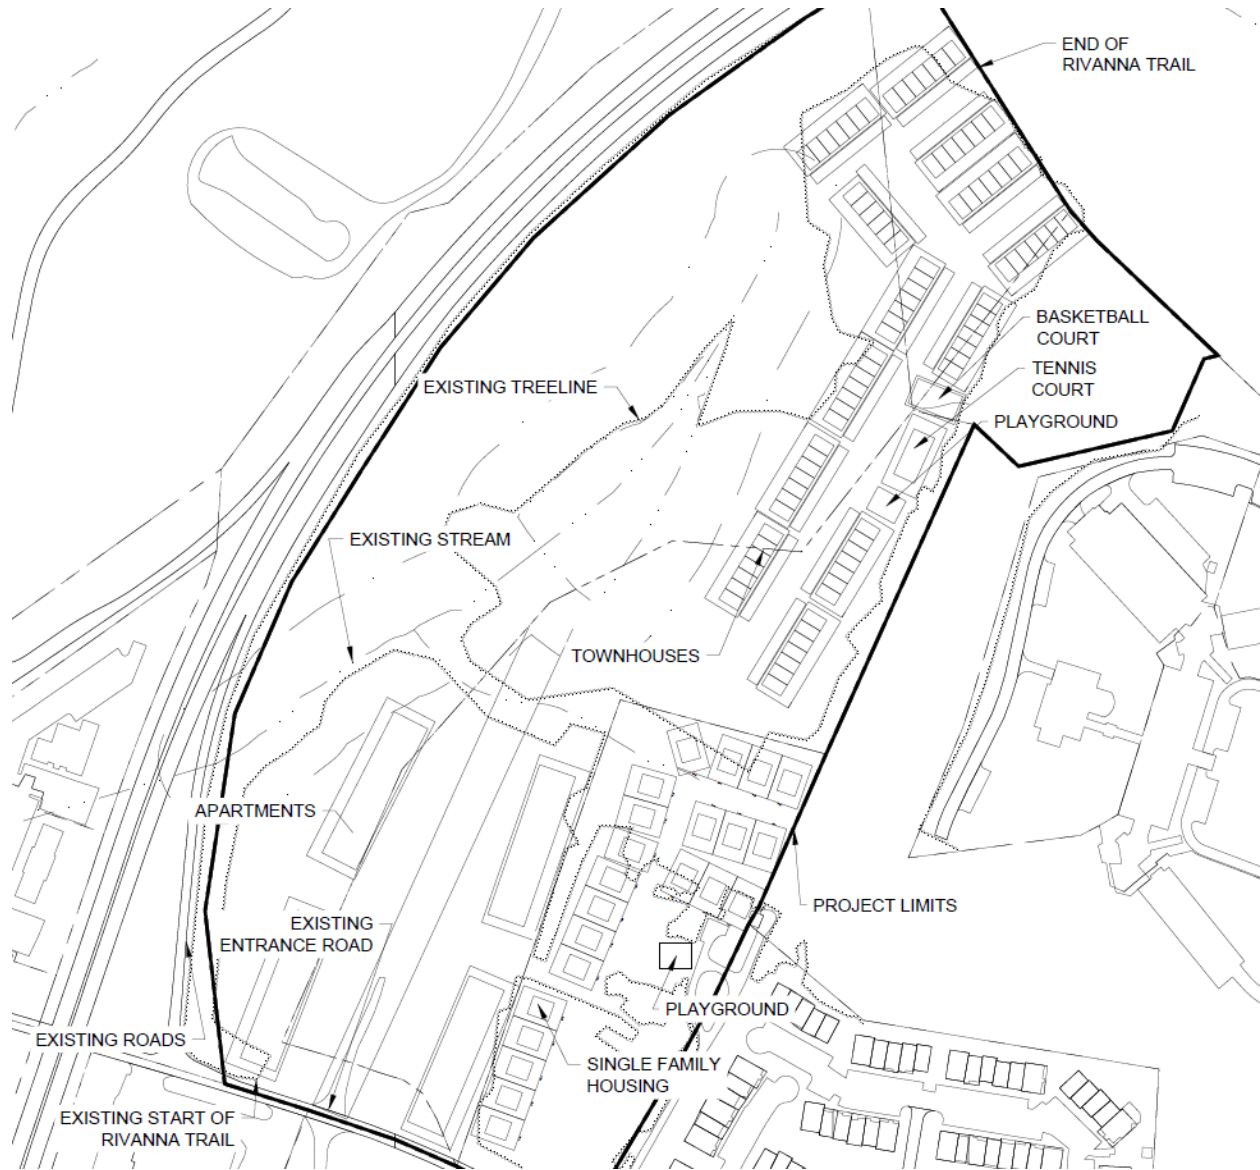 END OF
RIVANNA TRAIL
BASKETBALL
COURT
TENNIS
COURT
EXISTING TREELINE
PLAYGROUND
EXISTING STREAM
TOWNHOUSES
APARTMENTS
PROJECT LIMITS
EXISTING
ENTRANCE ROAD
PLAYGROUND
EXISTING ROADS
SINGLE FAMILY
HOUSING
EXISTING START OF
RIVANNA TRAIL